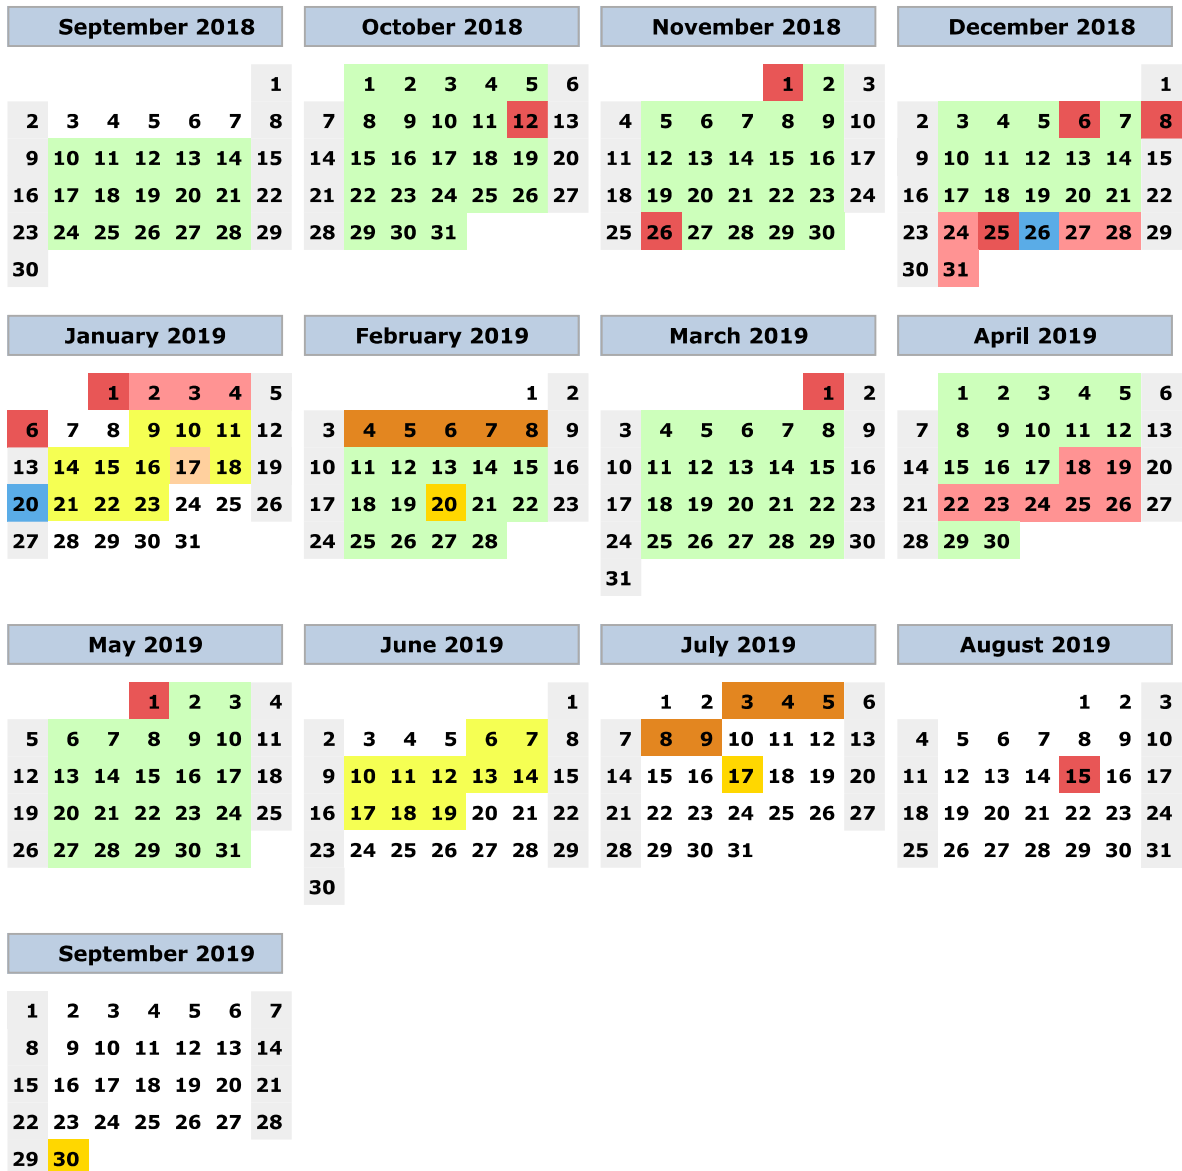 September 2018 October 2018 November 2018 December 2018
1 1 2 3 4 5 6 1 2 3 1
2 3 4 5 6 7 8 7 8 9 10 11 12 13 4 5 6 7 8 9 10 2 3 4 5 6 7 8
9 10 11 12 13 14 15 14 15 16 17 18 19 20 11 12 13 14 15 16 17 9 10 11 12 13 14 15
16 17 18 19 20 21 22 21 22 23 24 25 26 27 18 19 20 21 22 23 24 16 17 18 19 20 21 22
23 24 25 26 27 28 29 28 29 30 31 25 26 27 28 29 30 23 24 25 26 27 28 29
30 30 31
January 2019 February 2019 March 2019 April 2019
1 2 3 4 5 1 2 1 2 1 2 3 4 5 6
6 7 8 9 10 11 12 3 4 5 6 7 8 9 3 4 5 6 7 8 9 7 8 9 10 11 12 13
13 14 15 16 17 18 19 10 11 12 13 14 15 16 10 11 12 13 14 15 16 14 15 16 17 18 19 20
20 21 22 23 24 25 26 17 18 19 20 21 22 23 17 18 19 20 21 22 23 21 22 23 24 25 26 27
27 28 29 30 31 24 25 26 27 28 24 25 26 27 28 29 30 28 29 30
31
May 2019 June 2019 July 2019 August 2019
1 2 3 4 1 1 2 3 4 5 6 1 2 3
5 6 7 8 9 10 11 2 3 4 5 6 7 8 7 8 9 10 11 12 13 4 5 6 7 8 9 10
12 13 14 15 16 17 18 9 10 11 12 13 14 15 14 15 16 17 18 19 20 11 12 13 14 15 16 17
19 20 21 22 23 24 25 16 17 18 19 20 21 22 21 22 23 24 25 26 27 18 19 20 21 22 23 24
26 27 28 29 30 31 23 24 25 26 27 28 29 28 29 30 31 25 26 27 28 29 30 31
30
September 2019
1 2 3 4 5 6 7
8 9 10 11 12 13 14
15 16 17 18 19 20 21
22 23 24 25 26 27 28
29 30